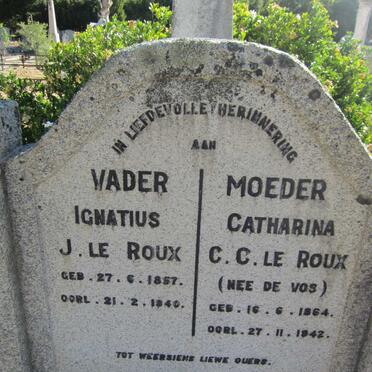 IN LIEFDEVOLLE HERINNERING
AAN
VADER
IGNATIUS
J. LE ROUX
GEB. 27. 6. 1857.
OORL. 21. 2. 1940.
MOEDER
CATHARINA
C. C. LE ROUX
(NEE DE VOS)
GEB. 16. 6. 1864.
OORL. 27. 11. 1942.
TOT WEERSIENS LIEWE OUERS.